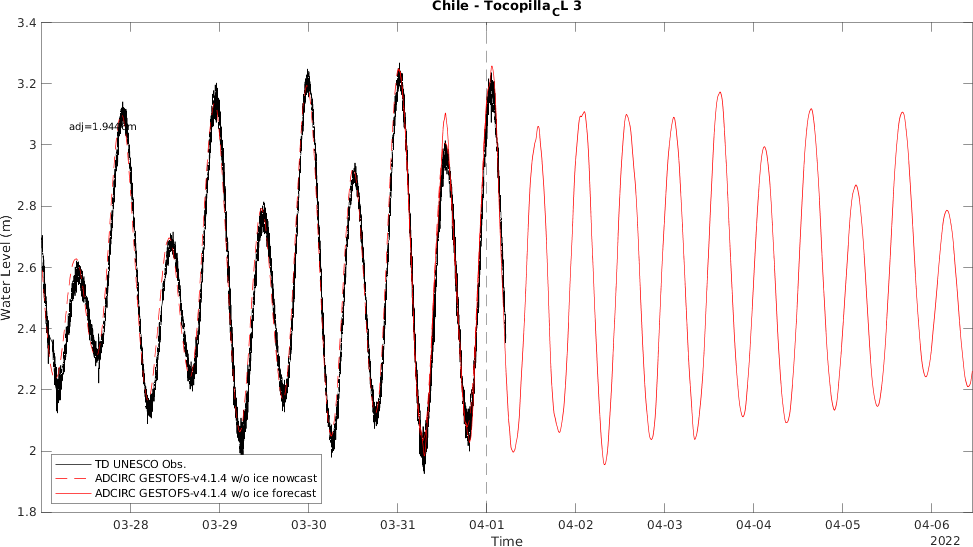 Chile - Tocopilla_CL 3
3.4
3.2
3
2.8
2.6
2.4
2.2
2
1.8
Water Level (m)
adj=1.944cm
TD UNESCO Obs.
ADCIRC GESTOFS-v4.1.4 w/o ice nowcast
ADCIRC GESTOFS-v4.1.4 w/o ice forecast
03-28 03-29 03-30 03-31 04-01 04-02 04-03 04-04 04-05 04-06
Time 2022